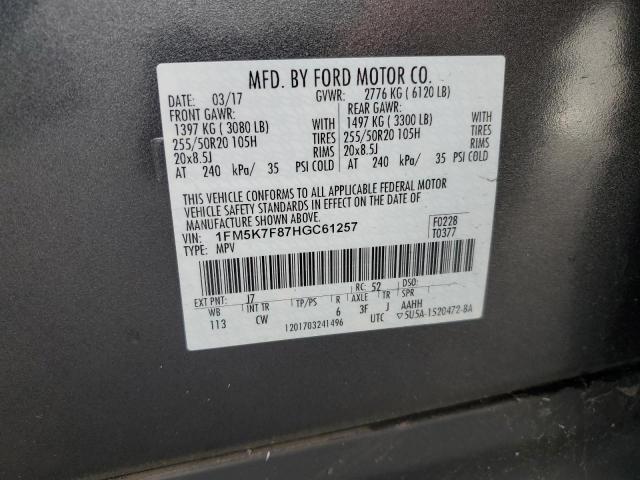 MFD. BY FORD MOTOR CO.
DATE: 03/17 GVWR: 2776 KG ( 6120 LB)
FRONT GAWR: REAR GAWR:
1397 KG ( 3080 LB) WITH 1497 KG ( 3300 LB) WITH
255/50R20 105H TIRES 255/50R20 105H TIRES
20x8.5J RIMS 20x8.5J RIMS
AT 240 kPa/ 35 PSI COLD AT 240 kPa/ 35 PSI COLD
THIS VEHICLE CONFORMS TO ALL APPLICABLE FEDERAL MOTOR
VEHICLE SAFETY STANDARDS IN EFFECT ON THE DATE OF
MANUFACTURE SHOWN ABOVE.
VIN: 1FM5K7F87HGC61257 F0228
TYPE: MPV T0377
EXT PNT: J7 RC: 52 DSO:
WB INT TR TP/PS R AXLE TR SPR
113 CW 6 3F J AAHH
1201703241496 UTC ▽5U5A-1520472-BA